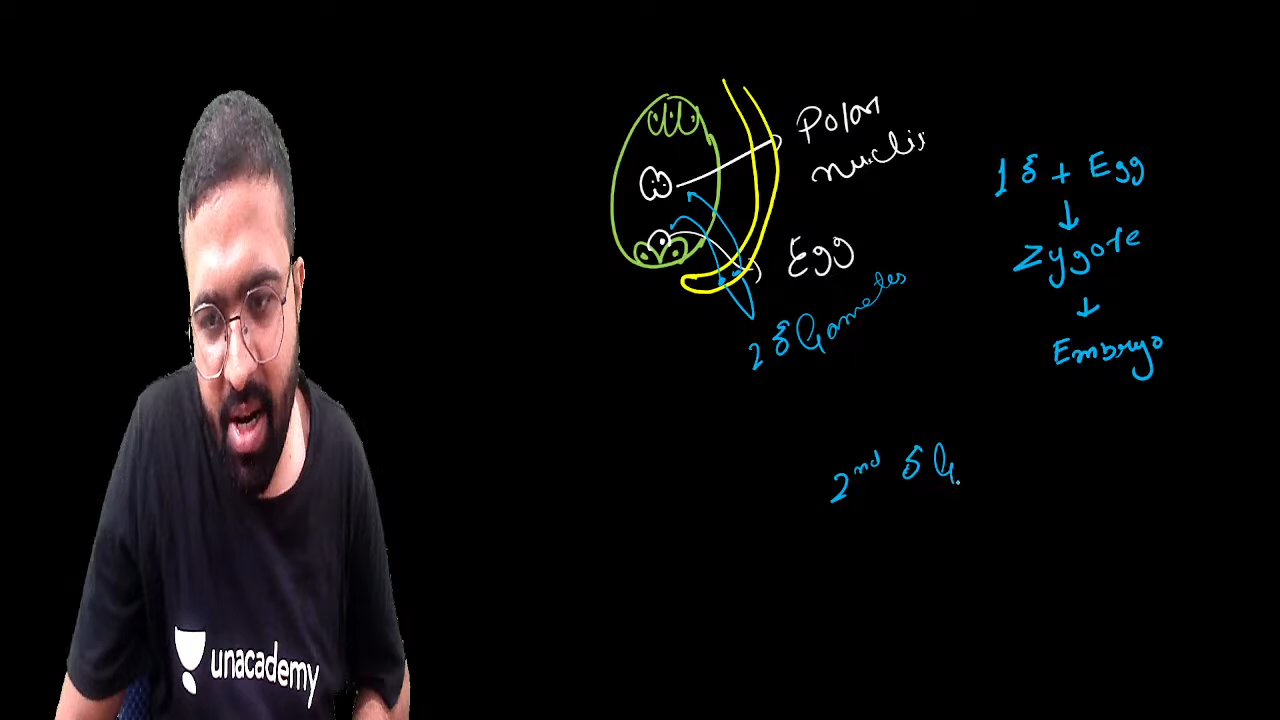 Polar
nuclis
Egg
2 ♂ Gametes
1 ♂ + Egg
↓
Zygote
↓
Embryo
2nd ♂ G.
unacademy